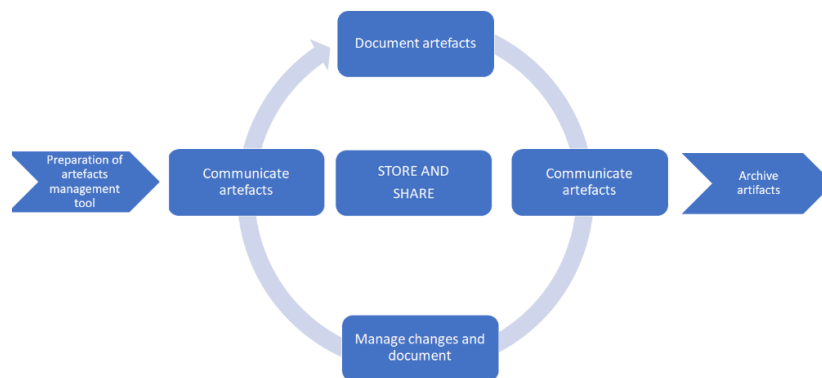 Document artefacts
Preparation of
artefacts
management
tool
Communicate
artefacts
STORE AND
SHARE
Communicate
artefacts
Archive
artifacts
Manage changes and
document